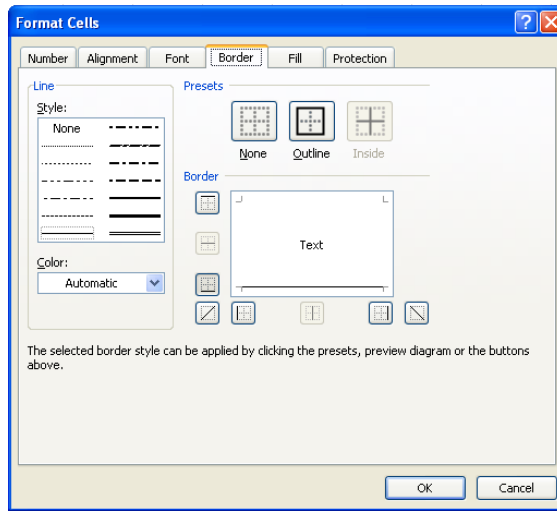 Format Cells
Number Alignment Font Border Fill Protection
Line
Style:
None
Color:
Automatic
Presets
None Outline Inside
Border
Text
The selected border style can be applied by clicking the presets, preview diagram or the buttons
above.
OK Cancel